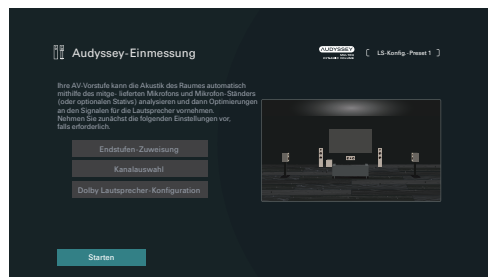 Audyssey-Einmessung
AUDYSSEY
[ LS-Konfig.-Preset 1 ]
Ihre AV-Vorstufe kann die Akustik des Raumes automatisch
mithilfe des mitge- lieferten Mikrofons und Mikrofon-Ständers
(oder optionalen Stativs) analysieren und dann Optimierungen
an den Signalen für die Lautsprecher vornehmen.
Nehmen Sie zunächst die folgenden Einstellungen vor,
falls erforderlich.
Endstufen-Zuweisung
Kanalauswahl
Dolby Lautsprecher-Konfiguration
Starten